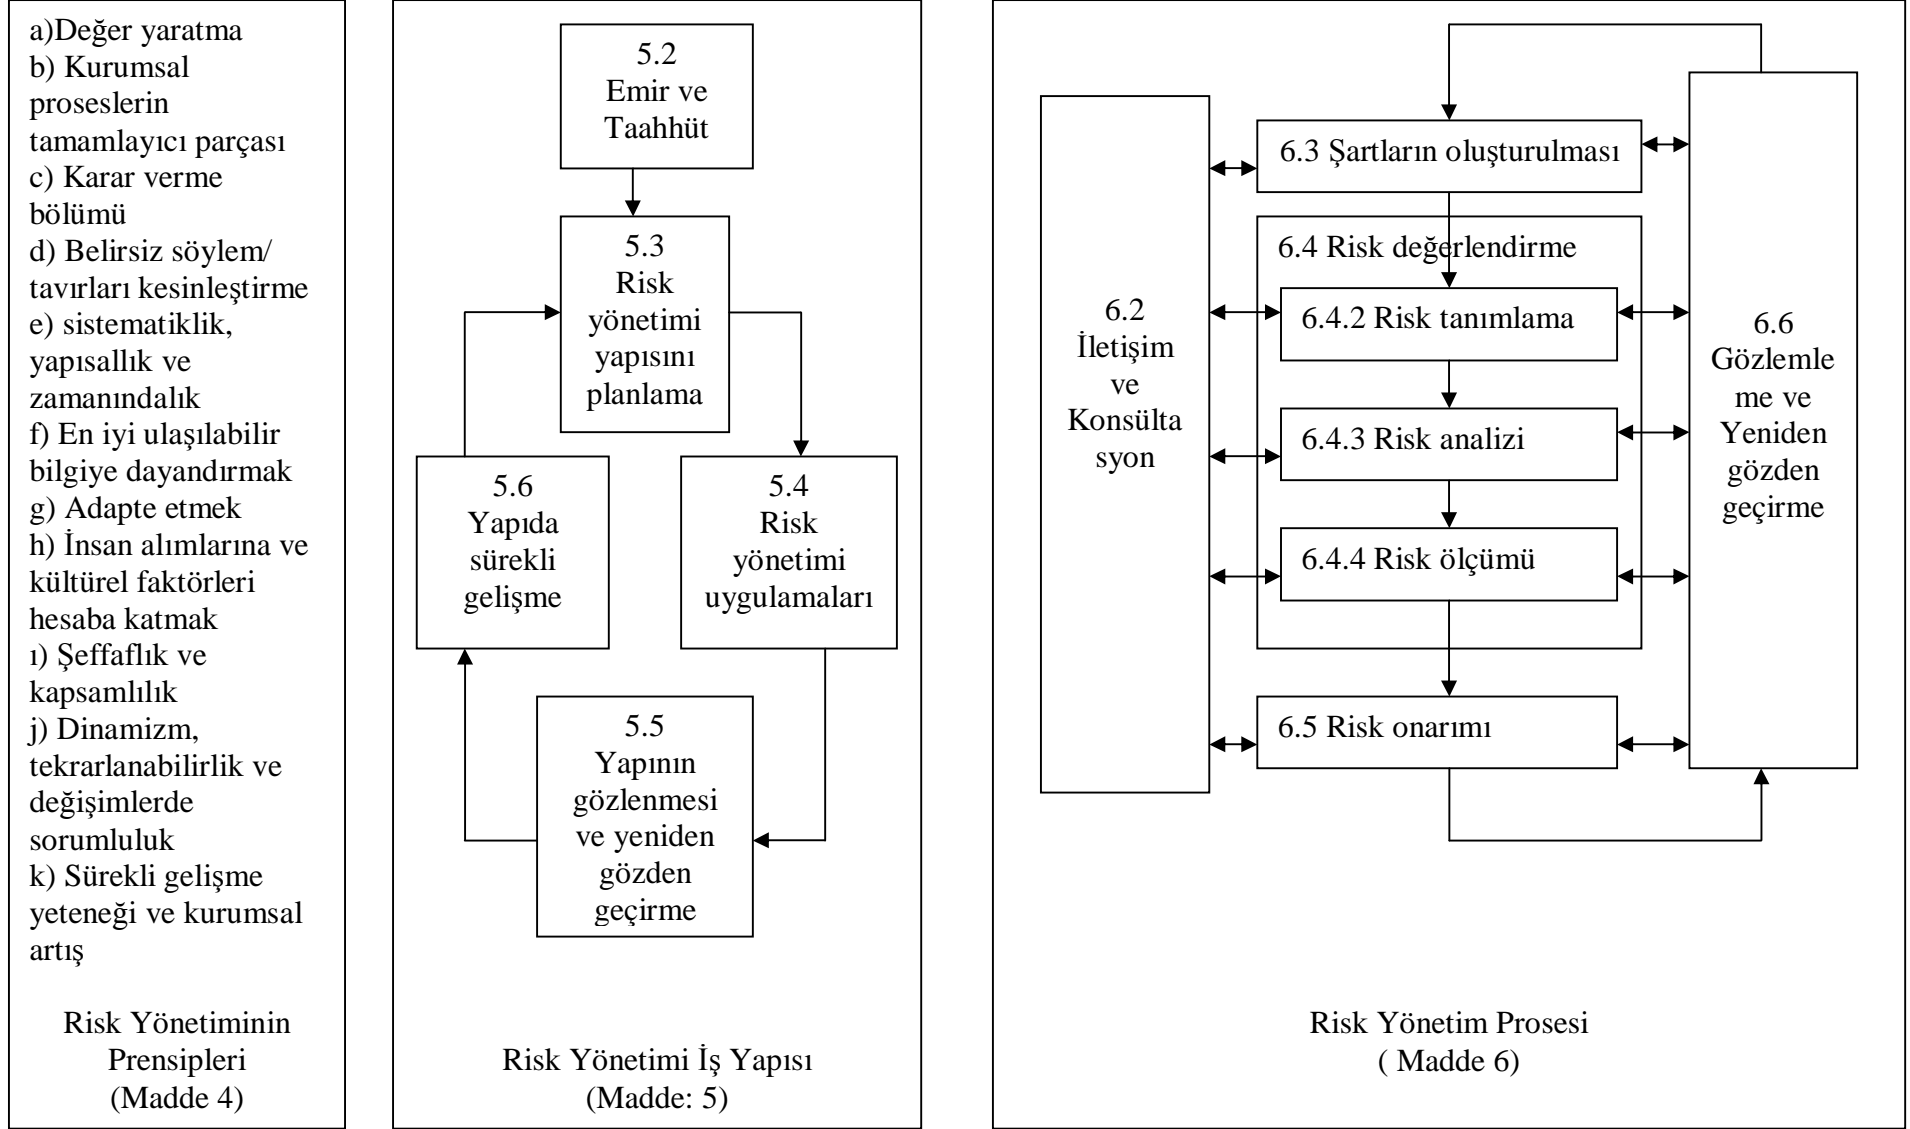 a)Değer yaratma
b) Kurumsal
proseslerin
tamamlayıcı parçası
c) Karar verme
bölümü
d) Belirsiz söylem/
tavırları kesinleştirme
e) sistematiklik,
yapısallık ve
zamanındalık
f) En iyi ulaşılabilir
bilgiye dayandırmak
g) Adapte etmek
h) İnsan alımlarına ve
kültürel faktörleri
hesaba katmak
ı) Şeffaflık ve
kapsamlılık
j) Dinamizm,
tekrarlanabilirlik ve
değişimlerde
sorumluluk
k) Sürekli gelişme
yeteneği ve kurumsal
artış
Risk Yönetiminin
Prensipleri
(Madde 4)
5.2
Emir ve
Taahhüt
5.3
Risk
yönetimi
yapısını
planlama
5.6
Yapıda
sürekli
gelişme
5.4
Risk
yönetimi
uygulamaları
5.5
Yapının
gözlenmesi
ve yeniden
gözden
geçirme
Risk Yönetimi İş Yapısı
(Madde: 5)
6.2
İletişim
ve
Konsülta
syon
6.3 Şartların oluşturulması
6.4 Risk değerlendirme
6.4.2 Risk tanımlama
6.4.3 Risk analizi
6.4.4 Risk ölçümü
6.5 Risk onarımı
6.6
Gözlemle
me ve
Yeniden
gözden
geçirme
Risk Yönetim Prosesi
( Madde 6)